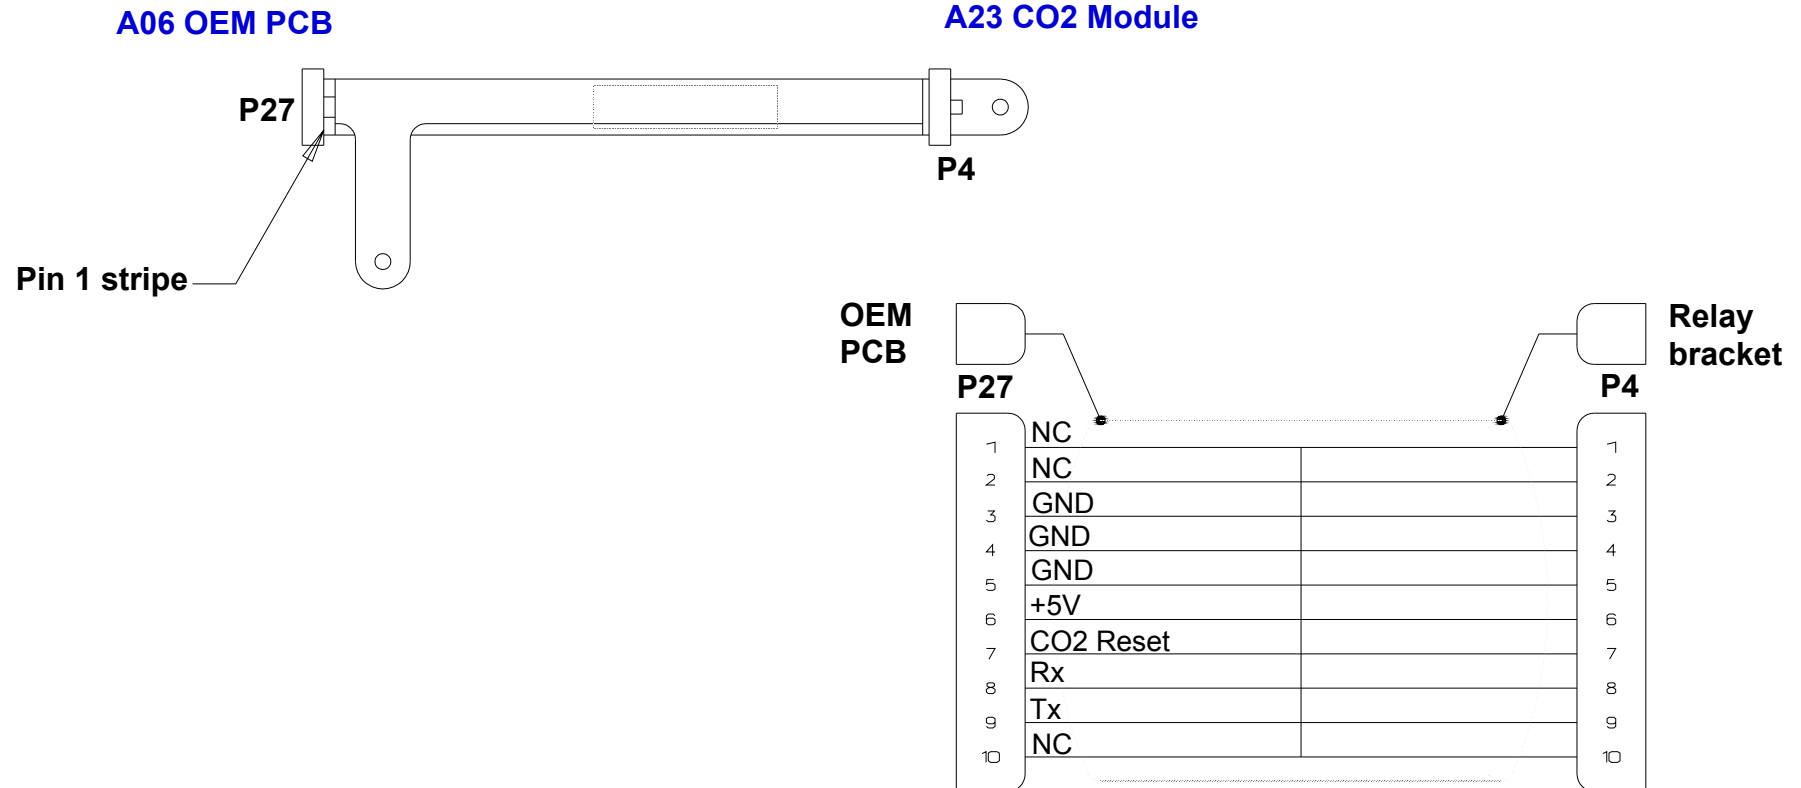 A06 OEM PCB
A23 CO2 Module
P27
P4
Pin 1 stripe
OEM
PCB
Relay
bracket
P27
P4
1 NC 1
2 NC 2
3 GND 3
4 GND 4
5 GND 5
6 +5V 6
7 CO2 Reset 7
8 Rx 8
9 Tx 9
10 NC 10